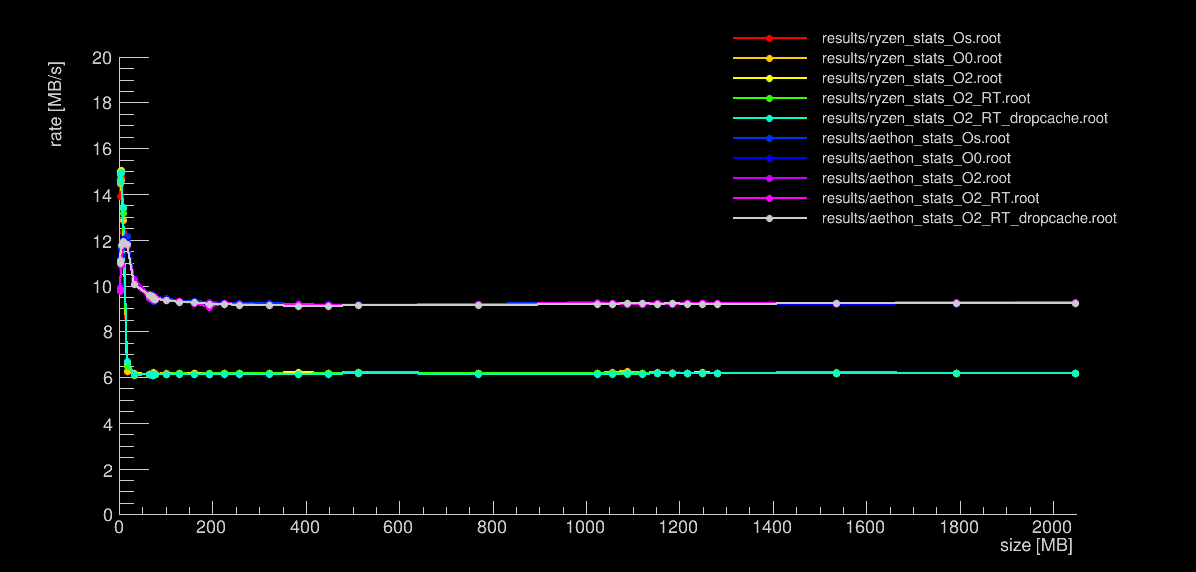 results/ryzen_stats_Os.root
results/ryzen_stats_O0.root
results/ryzen_stats_O2.root
results/ryzen_stats_O2_RT.root
results/ryzen_stats_O2_RT_dropcache.root
results/aethon_stats_Os.root
results/aethon_stats_O0.root
results/aethon_stats_O2.root
results/aethon_stats_O2_RT.root
results/aethon_stats_O2_RT_dropcache.root
rate [MB/s]
20
18
16
14
12
10
8
6
4
2
0
0 200 400 600 800 1000 1200 1400 1600 1800 2000
size [MB]